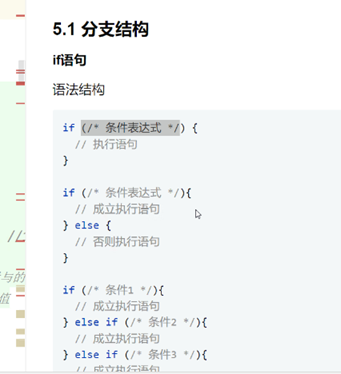 5.1 分支结构
if语句
语法结构
if (/* 条件表达式 */) {
// 执行语句
}
if (/* 条件表达式 */){
// 成立执行语句
} else {
// 否则执行语句
}
if (/* 条件1 */){
// 成立执行语句
} else if (/* 条件2 */){
// 成立执行语句
} else if (/* 条件3 */){
// 成立执行语句
与的
值